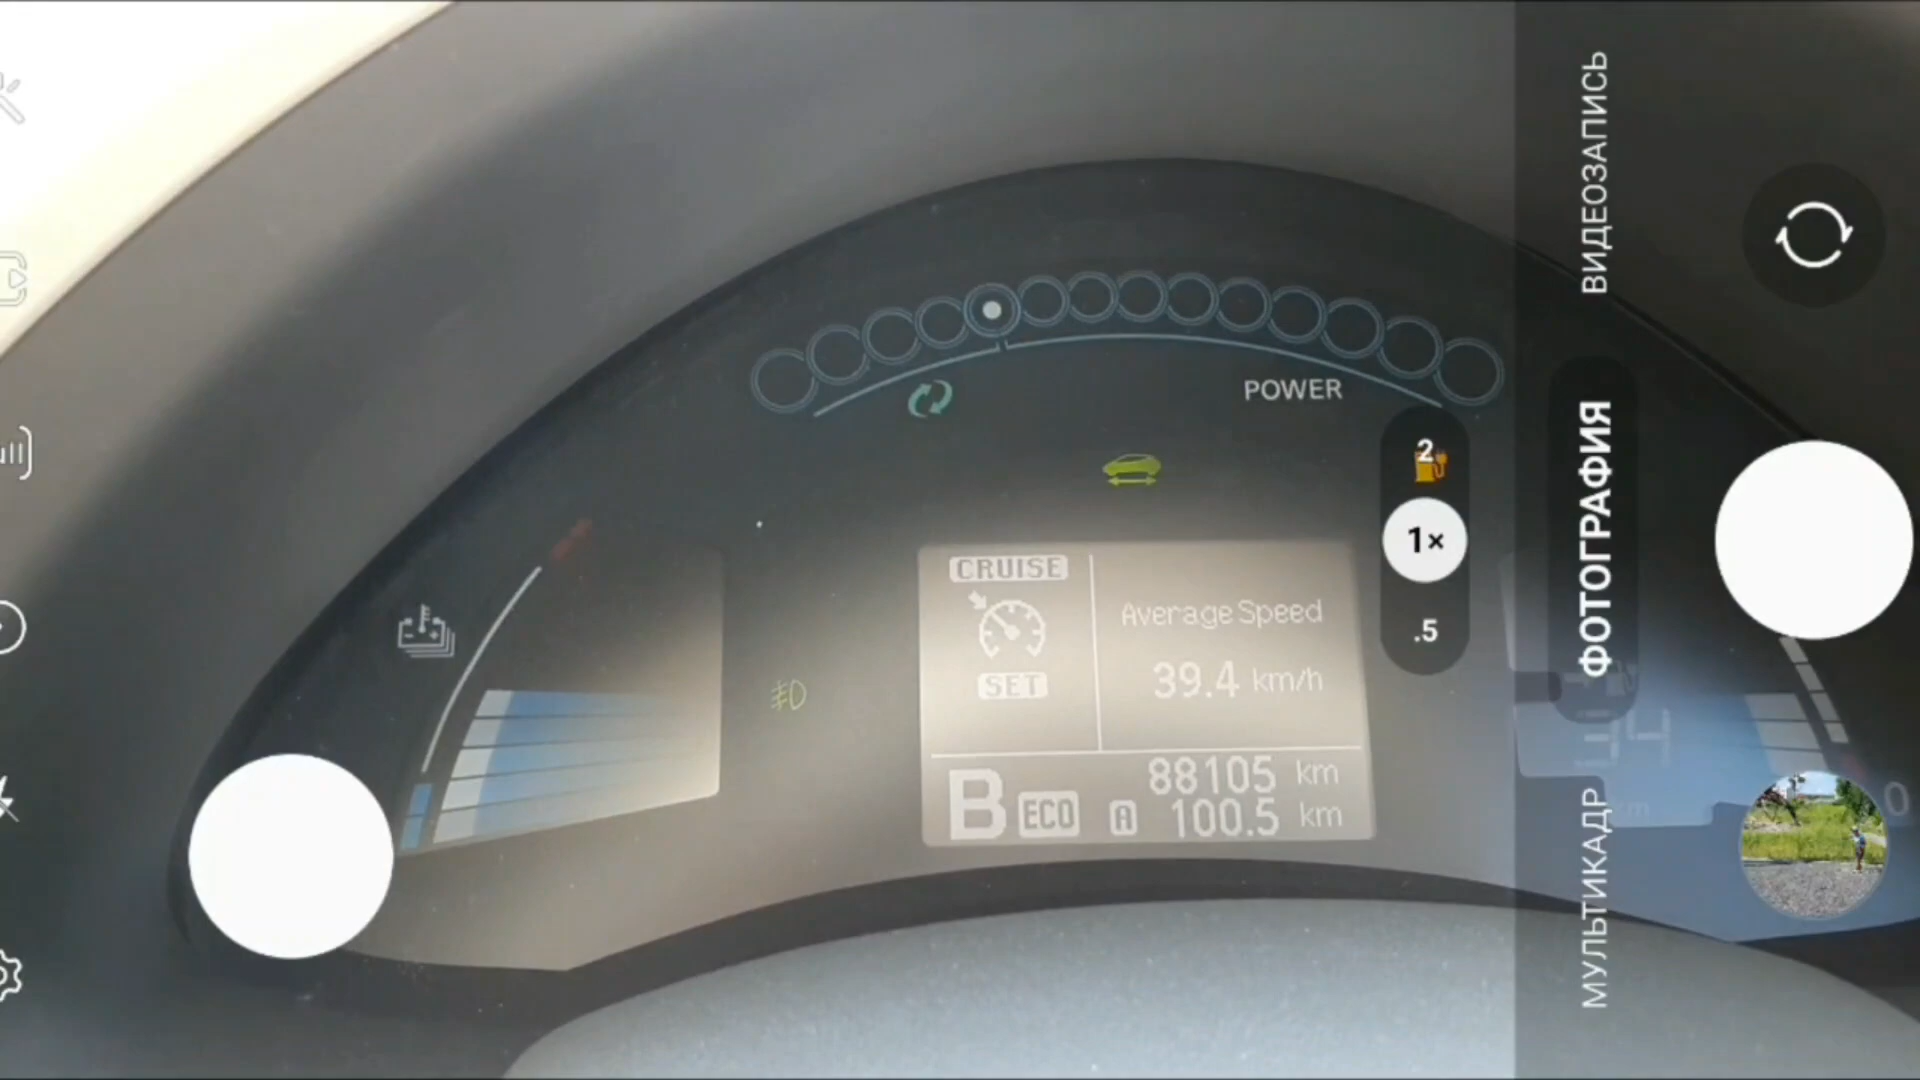 POWER
CRUISE
SET
Average Speed
39.4 km/h
B ECO
88105 km
A 100.5 km
2
1×
.5
ВИДЕОЗАПИСЬ
ФОТОГРАФИЯ
МУЛЬТИКАДР
0